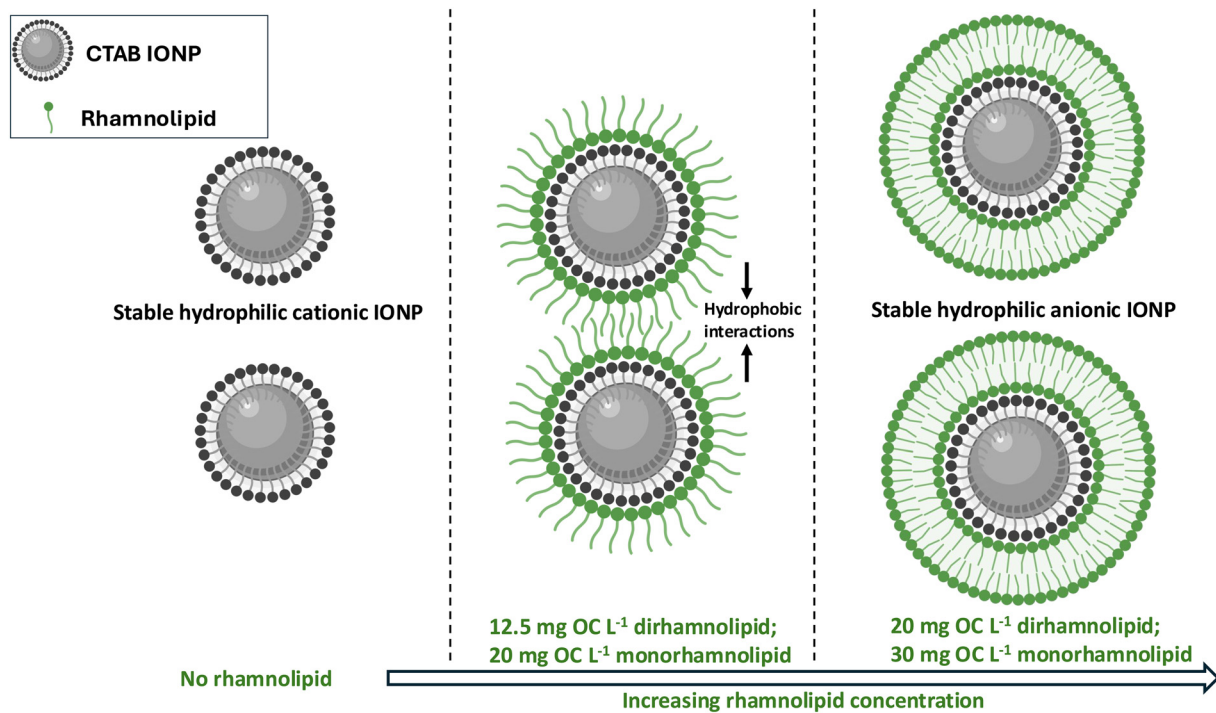 CTAB IONP
Rhamnolipid
Stable hydrophilic cationic IONP
Hydrophobic
interactions
Stable hydrophilic anionic IONP
12.5 mg OC L⁻¹ dirhamnolipid;
20 mg OC L⁻¹ monorhamnolipid
20 mg OC L⁻¹ dirhamnolipid;
30 mg OC L⁻¹ monorhamnolipid
No rhamnolipid
Increasing rhamnolipid concentration